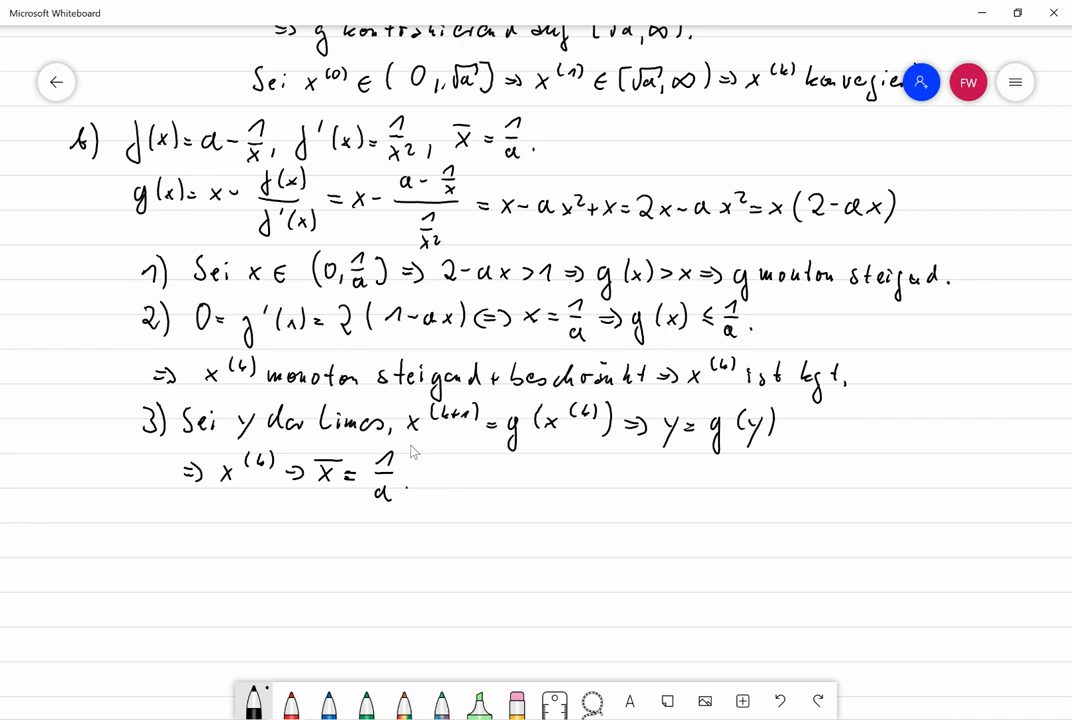 Microsoft Whiteboard
=> g kontrahierend auf [√a, ∞).
Sei x^(0) ∈ (0, √a] => x^(1) ∈ [√a, ∞) => x^(k) konvergier
FW
b) f(x) = a - 1/x, f'(x) = 1/x², x̄ = 1/a.
g(x) = x - f(x)/f'(x) = x - (a - 1/x)/(1/x²) = x - ax² + x = 2x - ax² = x(2 - ax)
1) Sei x ∈ (0, 1/a] => 2 - ax > 1 => g(x) > x => g monton steigend.
2) 0 = g'(x) = 2(1 - ax) <=> x = 1/a => g(x) ≤ 1/a.
=> x^(k) monoton steigend + beschränkt => x^(k) ist kgt.
3) Sei y der Limes, x^(k+1) = g(x^(k)) => y = g(y)
=> x^(k) → x̄ = 1/a.
A